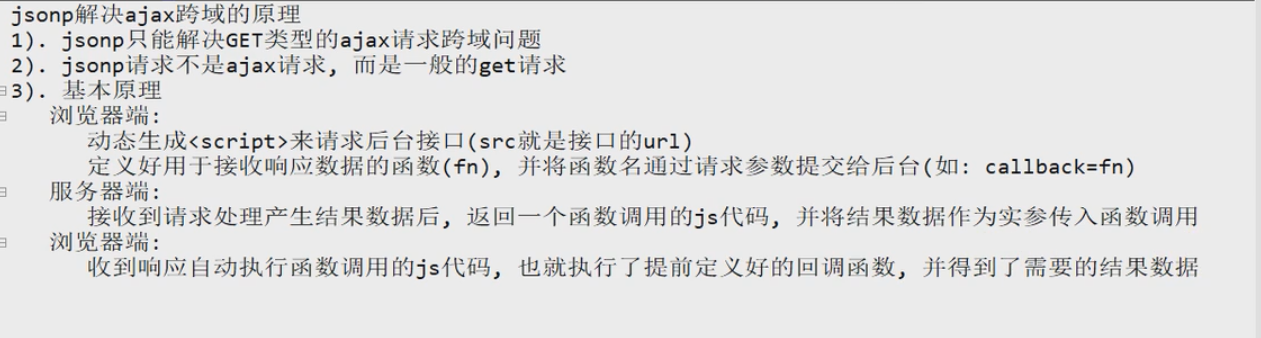 jsonp解决ajax跨域的原理
1). jsonp只能解决GET类型的ajax请求跨域问题
2). jsonp请求不是ajax请求, 而是一般的get请求
3). 基本原理
浏览器端:
动态生成<script>来请求后台接口(src就是接口的url)
定义好用于接收响应数据的函数(fn), 并将函数名通过请求参数提交给后台(如: callback=fn)
服务器端:
接收到请求处理产生结果数据后, 返回一个函数调用的js代码, 并将结果数据作为实参传入函数调用
浏览器端:
收到响应自动执行函数调用的js代码, 也就执行了提前定义好的回调函数, 并得到了需要的结果数据